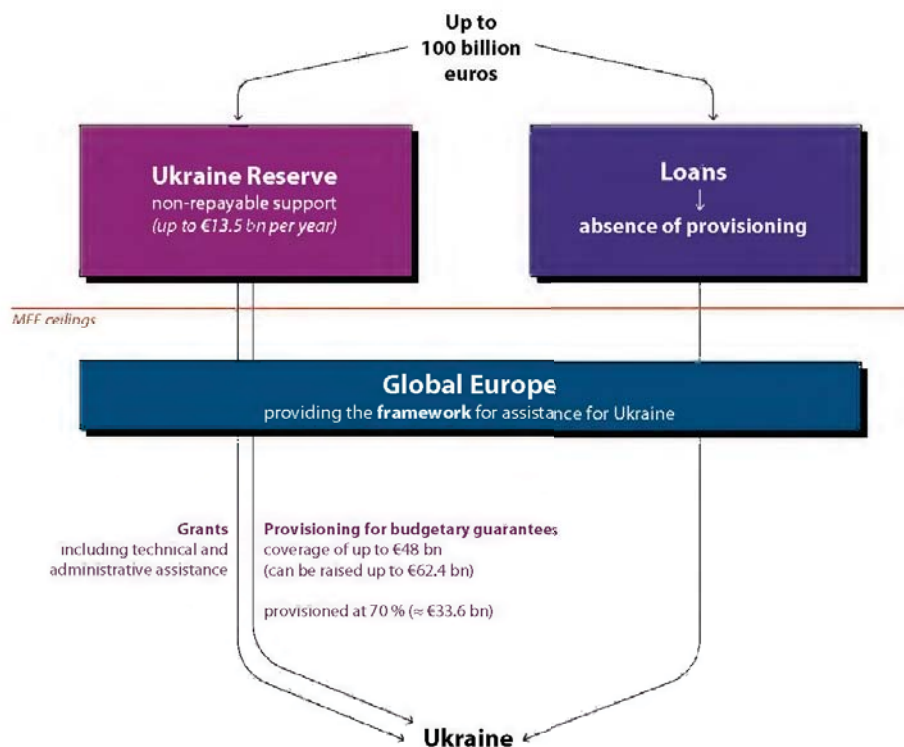 Up to
100 billion
euros
Ukraine Reserve
non-repayable support
(up to €13.5 bn per year)
Loans
↓
absence of provisioning
MFF ceilings
Global Europe
providing the framework for assistance for Ukraine
Grants
including technical and
administrative assistance
Provisioning for budgetary guarantees
coverage of up to €48 bn
(can be raised up to €62.4 bn)
provisioned at 70 % (≈ €33.6 bn)
Ukraine